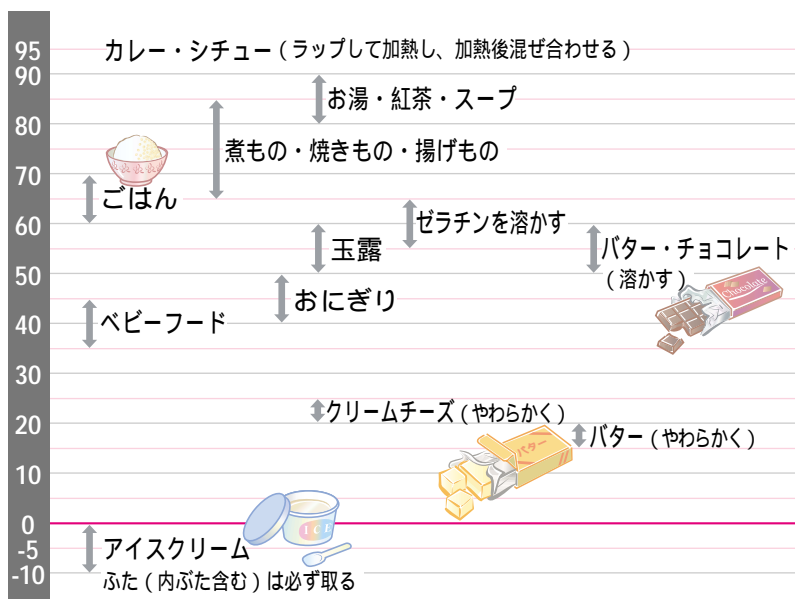 95
カレー・シチュー(ラップして加熱し、加熱後混ぜ合わせる)
90
お湯・紅茶・スープ
80
煮もの・焼きもの・揚げもの
70
ごはん
60
ゼラチンを溶かす
玉露
バター・チョコレート
(溶かす)
50
おにぎり
Chocolate
40
ベビーフード
30
クリームチーズ(やわらかく)
20
バター(やわらかく)
バター
10
0
ICE
-5
アイスクリーム
-10
ふた(内ぶた含む)は必ず取る